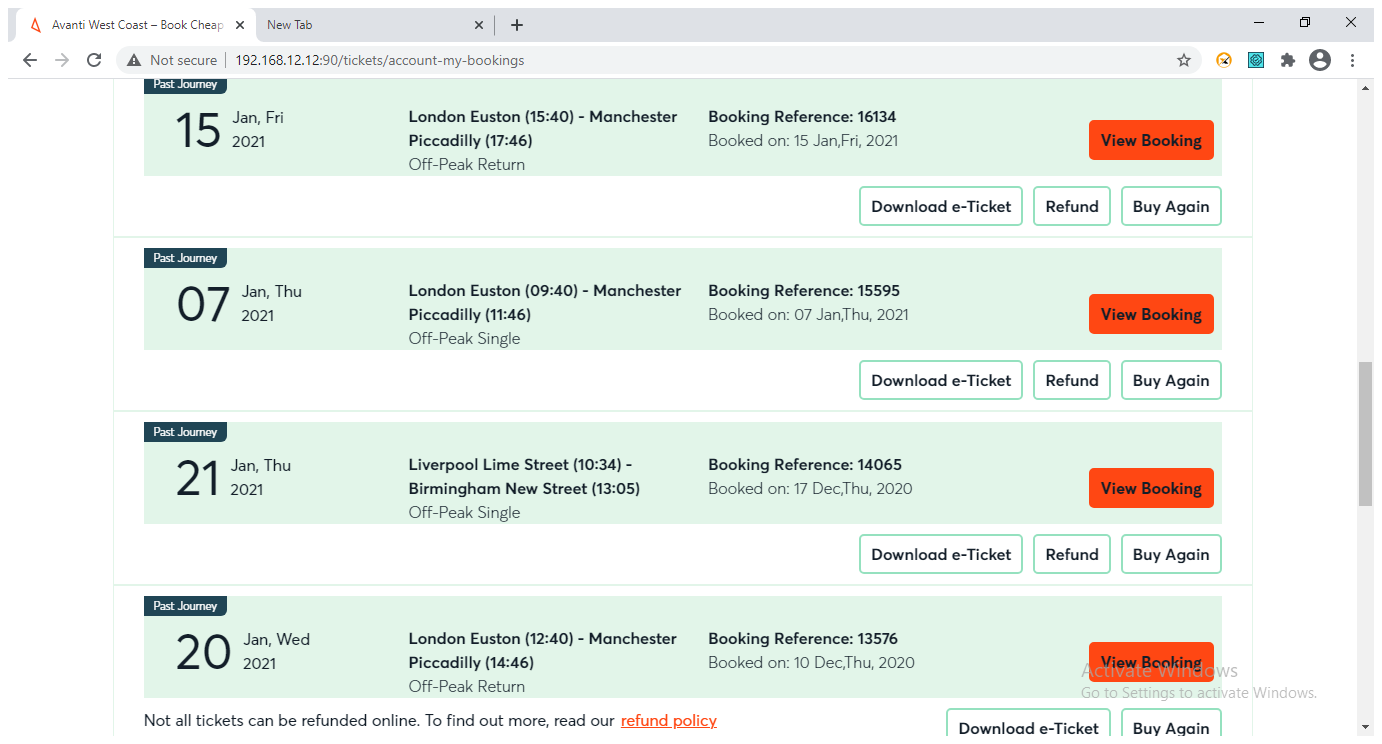 Avanti West Coast – Book Cheap
New Tab
Not secure
192.168.12.12:90/tickets/account-my-bookings
Past Journey
15
Jan, Fri
2021
London Euston (15:40) - Manchester
Piccadilly (17:46)
Off-Peak Return
Booking Reference: 16134
Booked on: 15 Jan,Fri, 2021
View Booking
Download e-Ticket
Refund
Buy Again
Past Journey
07
Jan, Thu
2021
London Euston (09:40) - Manchester
Piccadilly (11:46)
Off-Peak Single
Booking Reference: 15595
Booked on: 07 Jan,Thu, 2021
View Booking
Download e-Ticket
Refund
Buy Again
Past Journey
21
Jan, Thu
2021
Liverpool Lime Street (10:34) -
Birmingham New Street (13:05)
Off-Peak Single
Booking Reference: 14065
Booked on: 17 Dec,Thu, 2020
View Booking
Download e-Ticket
Refund
Buy Again
Past Journey
20
Jan, Wed
2021
London Euston (12:40) - Manchester
Piccadilly (14:46)
Off-Peak Return
Booking Reference: 13576
Booked on: 10 Dec,Thu, 2020
View Booking
Activate Windows
Go to Settings to activate Windows.
Not all tickets can be refunded online. To find out more, read our refund policy
Download e-Ticket
Buy Again